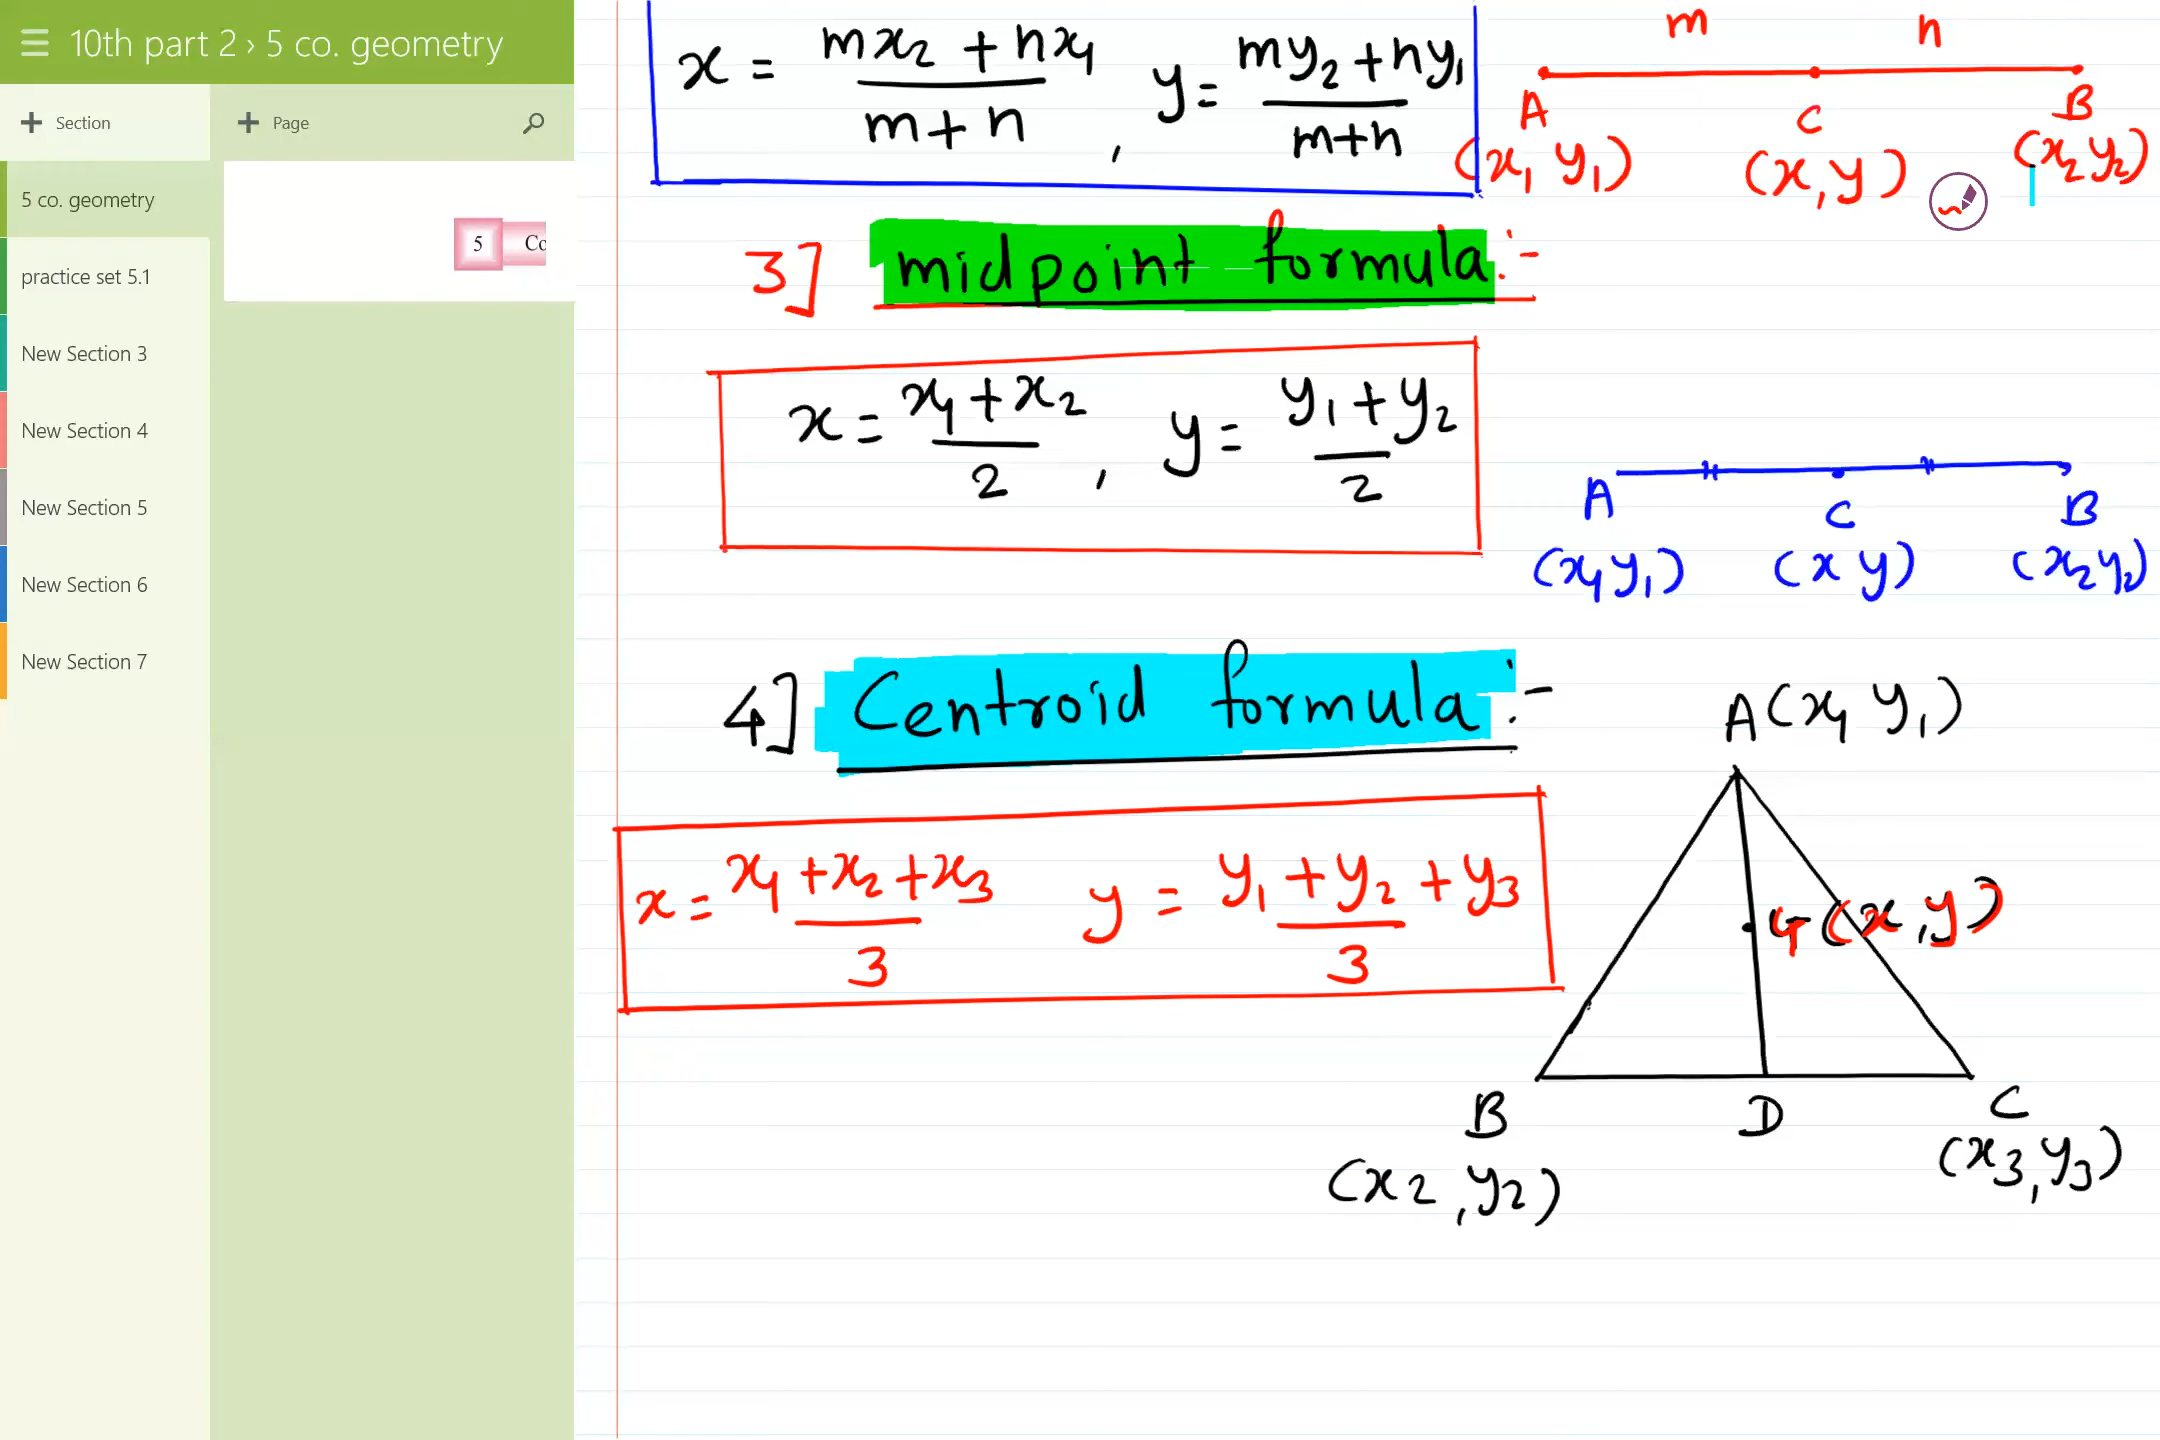 10th part 2 › 5 co. geometry
+ Section
+ Page
5 co. geometry
practice set 5.1
New Section 3
New Section 4
New Section 5
New Section 6
New Section 7
5 Co
x = mx₂ + nx₁ / m+n , y = my₂ + ny₁ / m+n
m n
A C B
(x₁ y₁) (x,y) (x₂ y₂)
3] midpoint formula:-
x = x₁+x₂ / 2 , y = y₁+y₂ / 2
A C B
(x₁ y₁) (x y) (x₂ y₂)
4] Centroid formula:-
x = x₁+x₂+x₃ / 3 y = y₁+y₂+y₃ / 3
A(x₁ y₁)
G(x,y)
B D C
(x₂,y₂) (x₃,y₃)